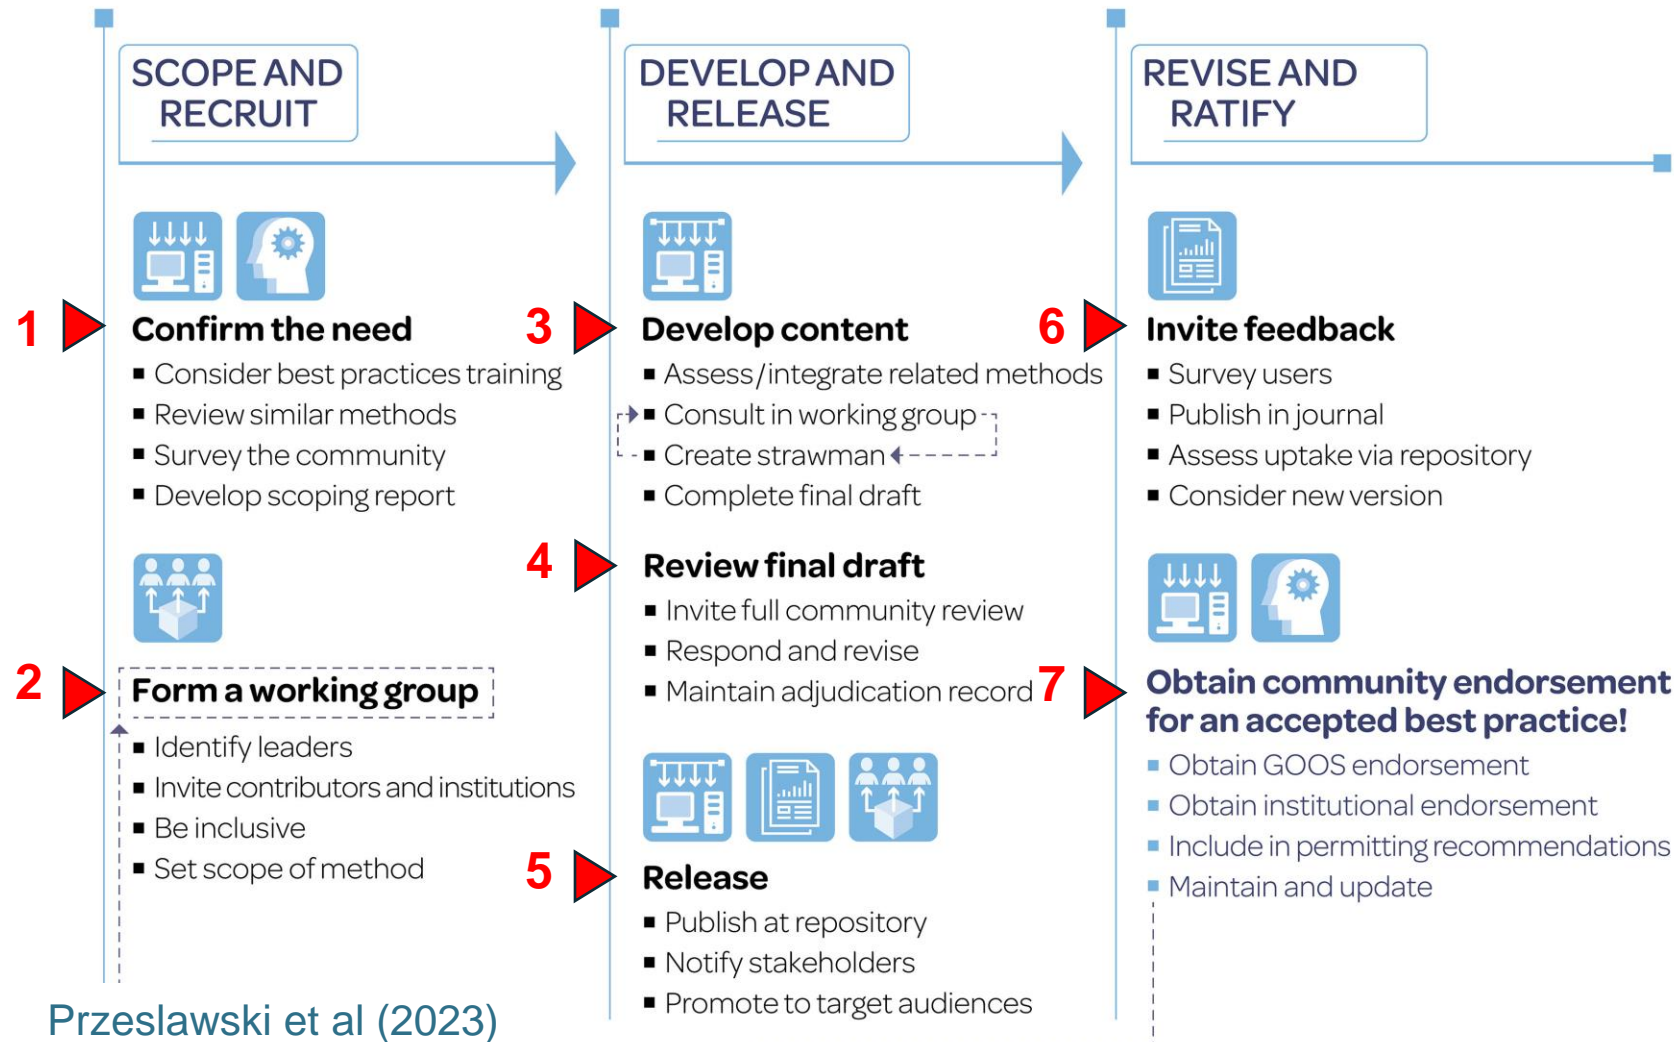 SCOPE AND
RECRUIT
1
Confirm the need
Consider best practices training
Review similar methods
Survey the community
Develop scoping report
2
Form a working group
Identify leaders
Invite contributors and institutions
Be inclusive
Set scope of method
DEVELOP AND
RELEASE
3
Develop content
Assess/integrate related methods
Consult in working group
Create strawman
Complete final draft
4
Review final draft
Invite full community review
Respond and revise
Maintain adjudication record
5
Release
Publish at repository
Notify stakeholders
Promote to target audiences
REVISE AND
RATIFY
6
Invite feedback
Survey users
Publish in journal
Assess uptake via repository
Consider new version
7
Obtain community endorsement
for an accepted best practice!
Obtain GOOS endorsement
Obtain institutional endorsement
Include in permitting recommendations
Maintain and update
Przeslawski et al (2023)